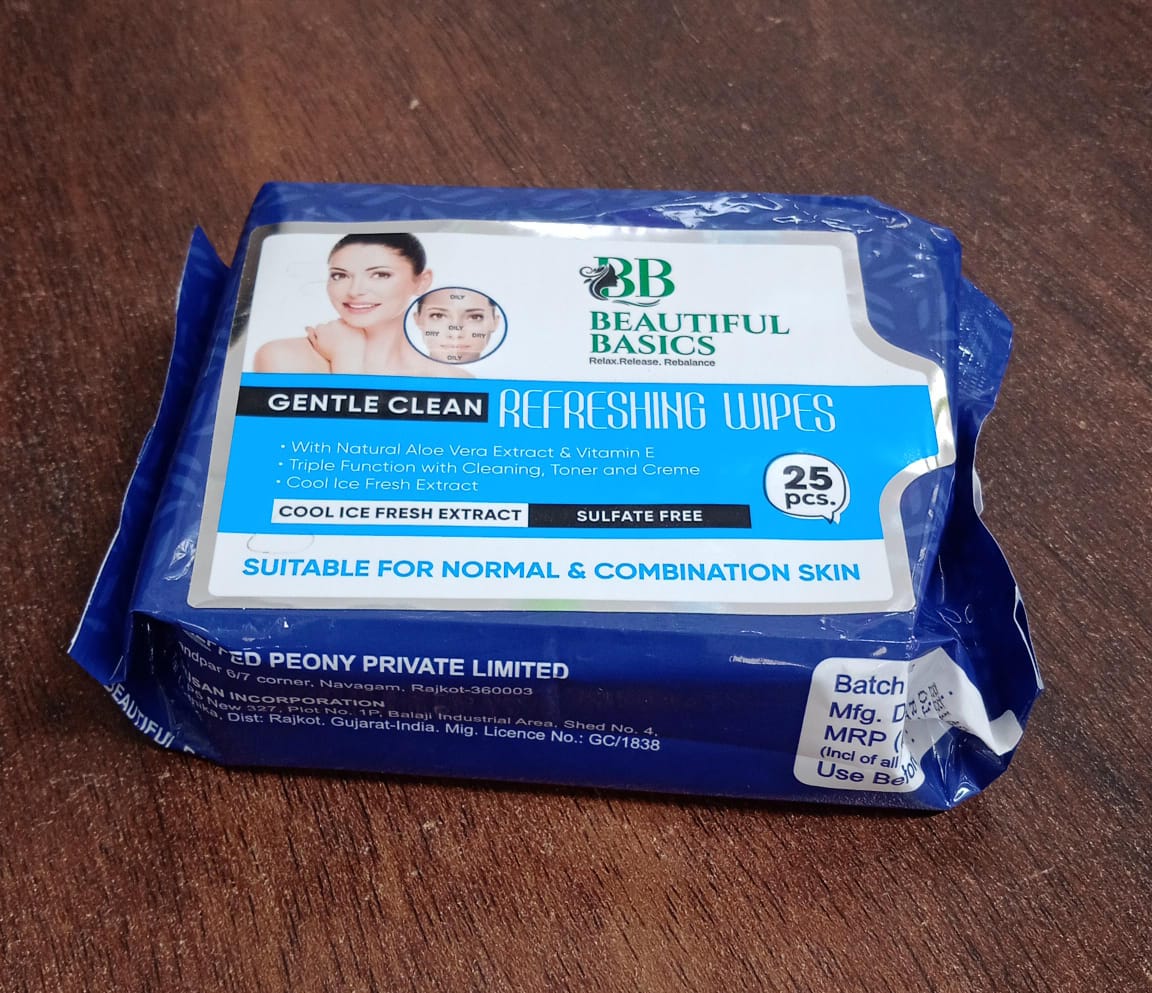 BB
BEAUTIFUL
BASICS
Relax.Release. Rebalance
OILY
DRY OILY DRY
OILY
GENTLE CLEAN REFRESHING WIPES
• With Natural Aloe Vera Extract & Vitamin E
• Triple Function with Cleaning, Toner and Creme
• Cool Ice Fresh Extract
25
pcs.
COOL ICE FRESH EXTRACT SULFATE FREE
SUITABLE FOR NORMAL & COMBINATION SKIN
PEONY PRIVATE LIMITED
6/7 corner, Navagam, Rajkot-360003
INCORPORATION
New 327, Plot No. 1P, Balaji Industrial Area, Shed No. 4,
Dist: Rajkot. Gujarat-India. Mig. Licence No.: GC/1838
BEAUTIFUL
Batch
Mfg.
MRP
(Incl of all
Use Before